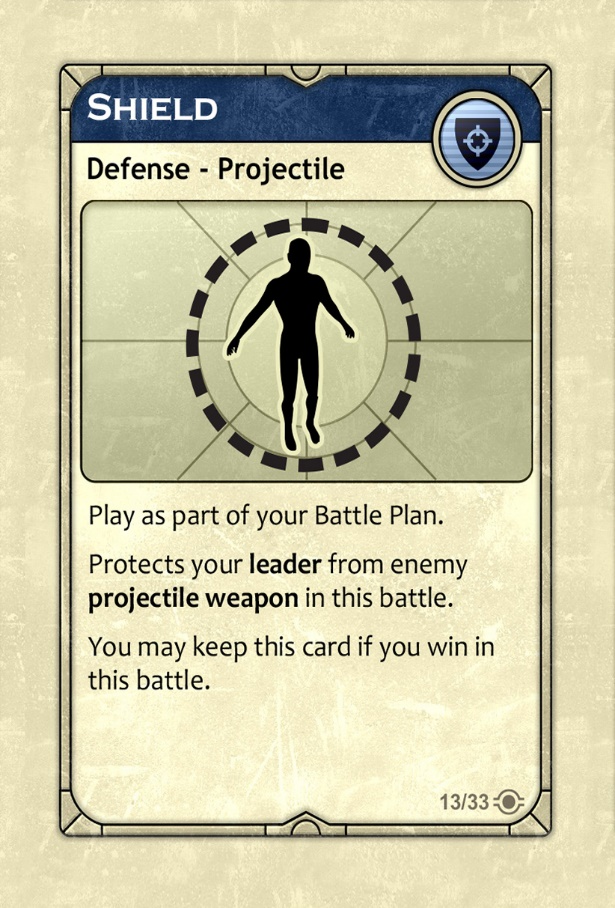 Shield
Defense - Projectile
Play as part of your Battle Plan.
Protects your leader from enemy
projectile weapon in this battle.
You may keep this card if you win in
this battle.
13/33